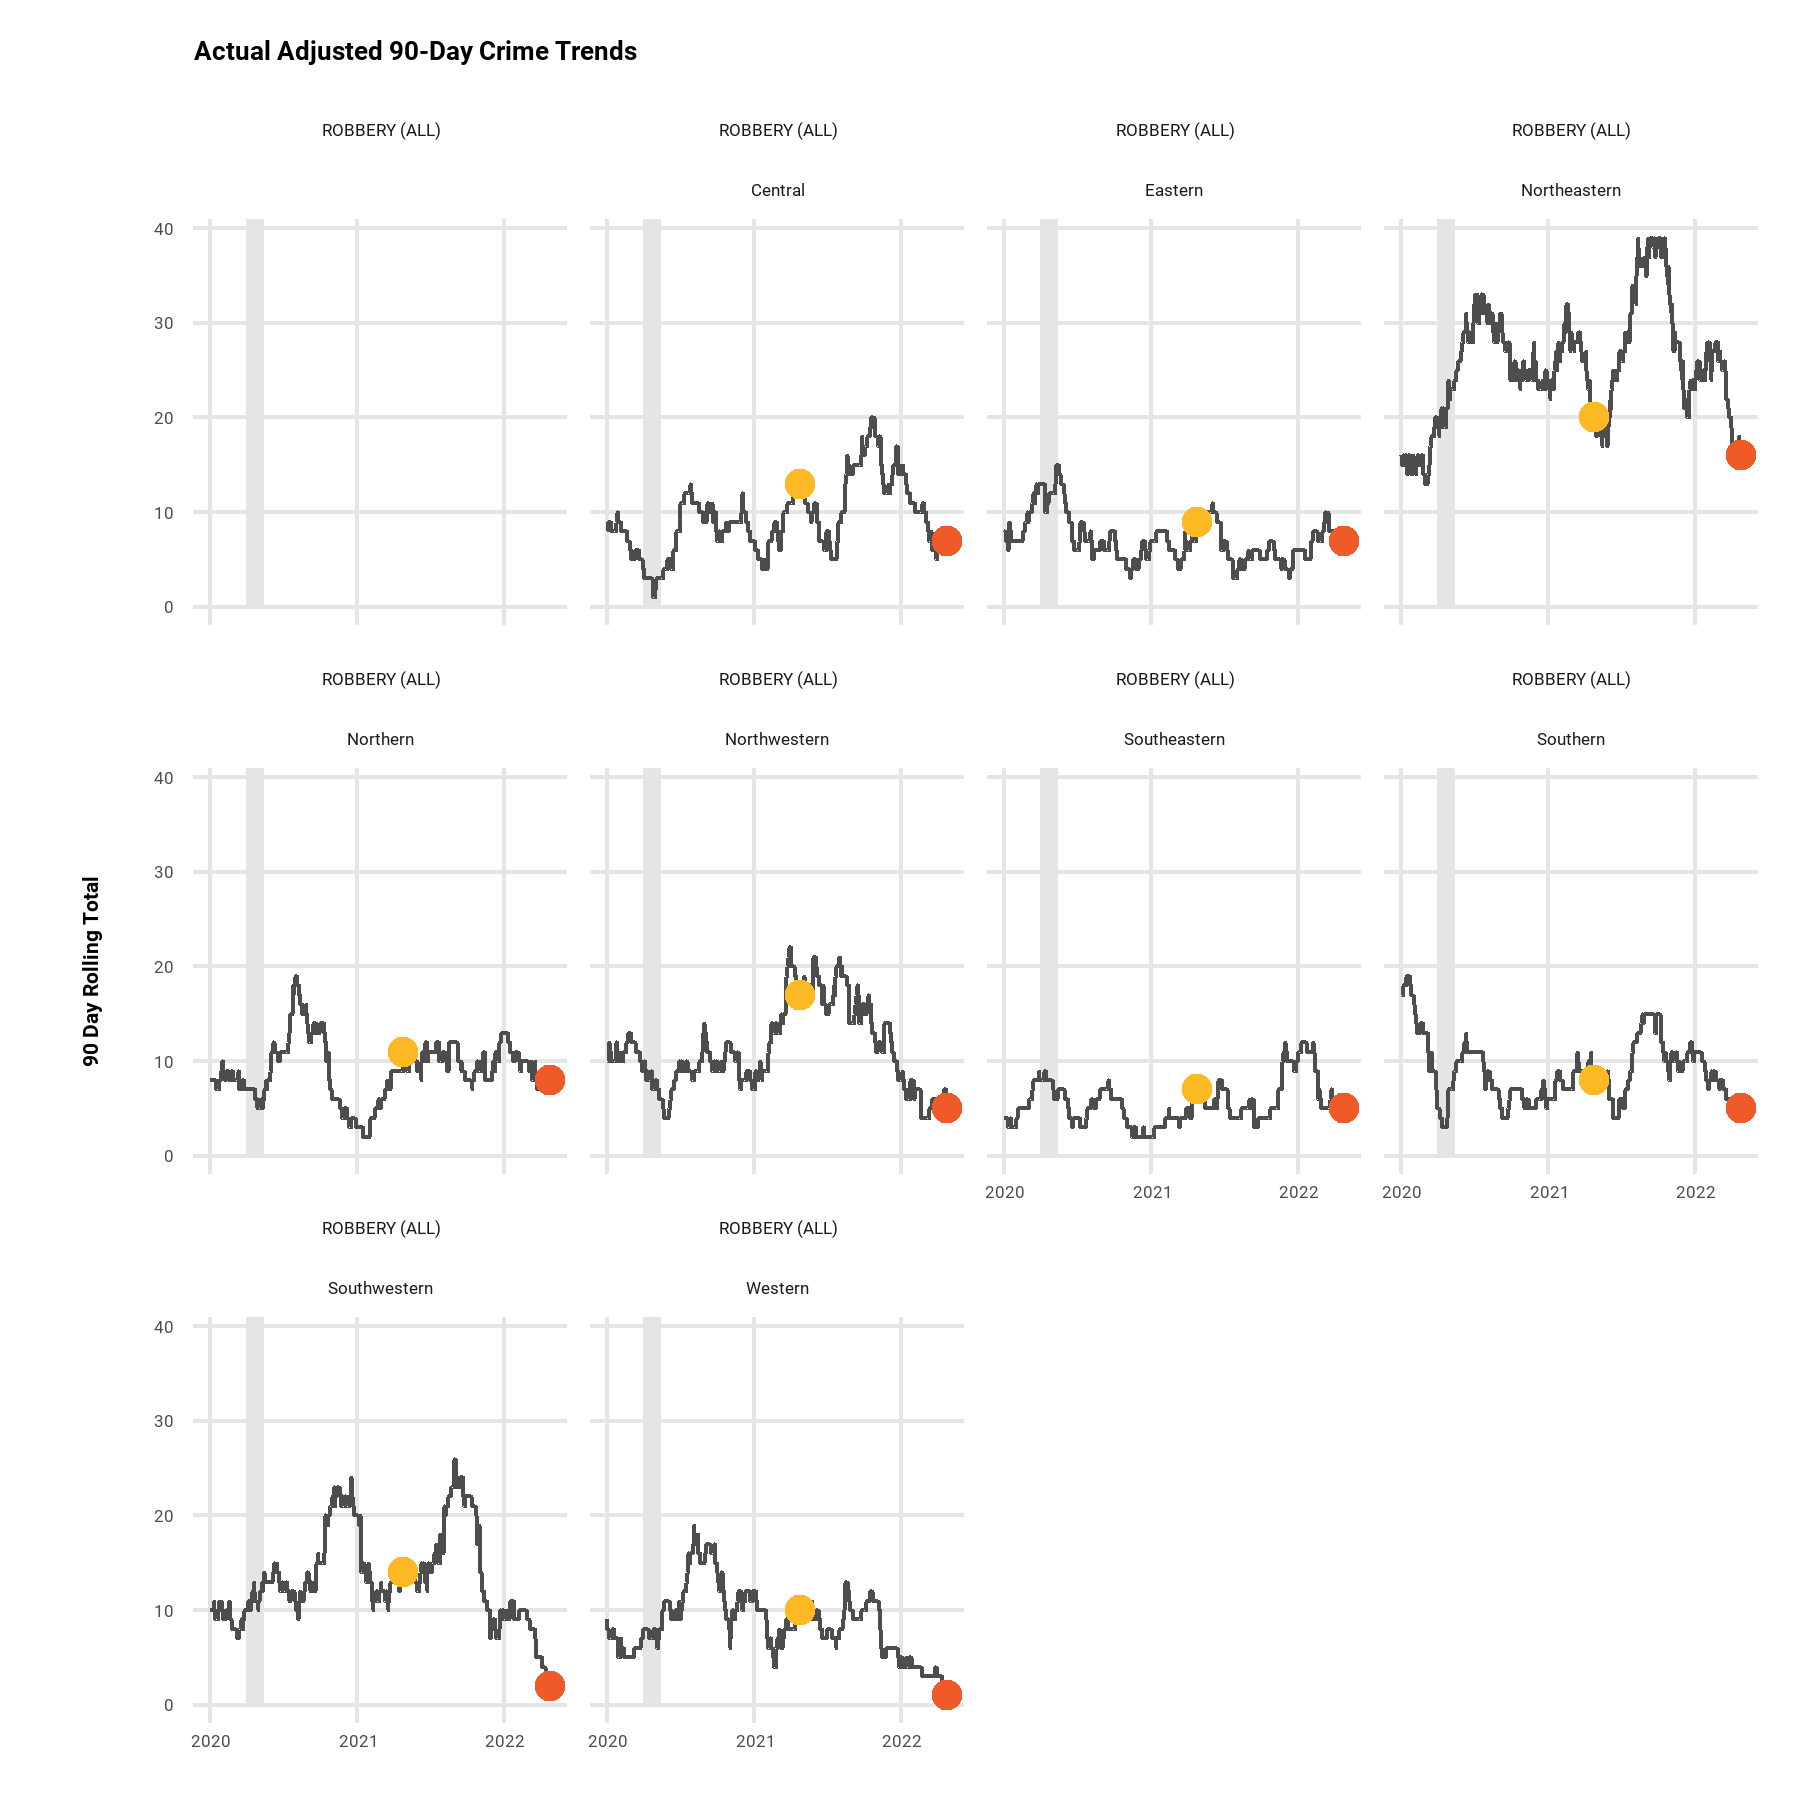 Actual Adjusted 90-Day Crime Trends
ROBBERY (ALL)
ROBBERY (ALL)
ROBBERY (ALL)
ROBBERY (ALL)
Central
Eastern
Northeastern
40
30
20
10
0
ROBBERY (ALL)
ROBBERY (ALL)
ROBBERY (ALL)
ROBBERY (ALL)
Northern
Northwestern
Southeastern
Southern
90 Day Rolling Total
40
30
20
10
0
2020
2021
2022
2020
2021
2022
ROBBERY (ALL)
ROBBERY (ALL)
Southwestern
Western
40
30
20
10
0
2020
2021
2022
2020
2021
2022